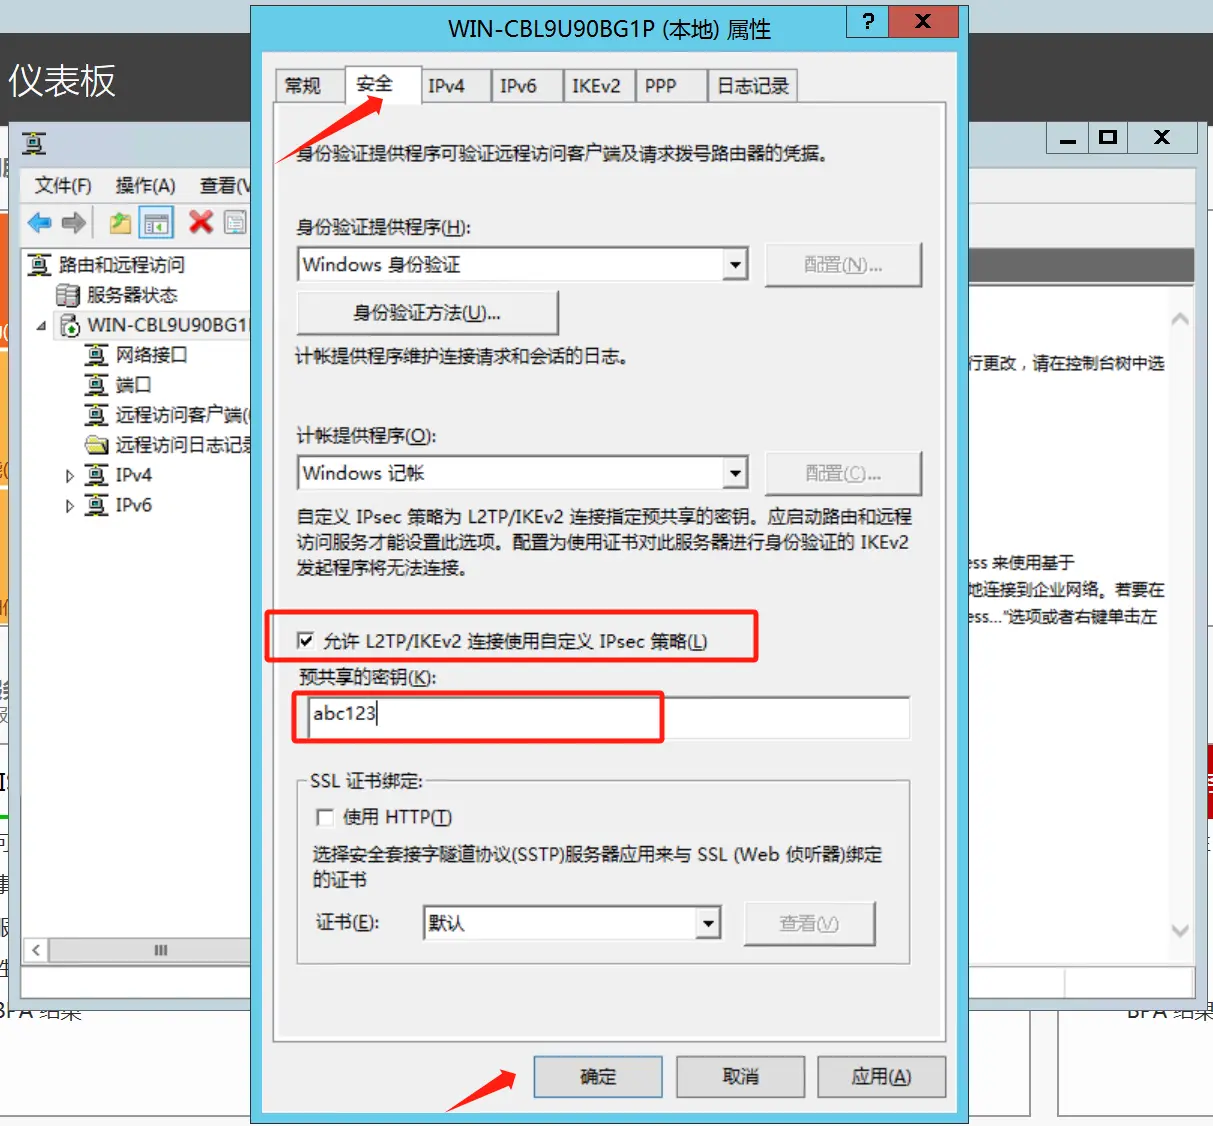 WIN-CBL9U90BG1P (本地) 属性
?
X
仪表板
常规
安全
IPv4
IPv6
IKEv2
PPP
日志记录
身份验证提供程序可验证远程访问客户端及请求拨号路由器的凭据。
文件(F)
操作(A)
查看(V
身份验证提供程序(H):
Windows 身份验证
配置(N)...
身份验证方法(U)...
计帐提供程序维护连接请求和会话的日志。
路由和远程访问
服务器状态
WIN-CBL9U90BG1
网络接口
端口
远程访问客户端(
远程访问日志记录
IPv4
IPv6
行更改，请在控制台树中选
计帐提供程序(O):
Windows 记帐
配置(C)...
自定义 IPsec 策略为 L2TP/IKEv2 连接指定预共享的密钥。应启动路由和远程
访问服务才能设置此选项。配置为使用证书对此服务器进行身份验证的 IKEv2
发起程序将无法连接。
ess 来使用基于
地连接到企业网络。若要在
ess..."选项或者右键单击左
允许 L2TP/IKEv2 连接使用自定义 IPsec 策略(L)
预共享的密钥(K):
abc123
SSL 证书绑定:
使用 HTTP(T)
选择安全套接字隧道协议(SSTP)服务器应用来与 SSL (Web 侦听器)绑定
的证书
证书(E):
默认
查看(V)
BPA 结果
BPA 结果
确定
取消
应用(A)